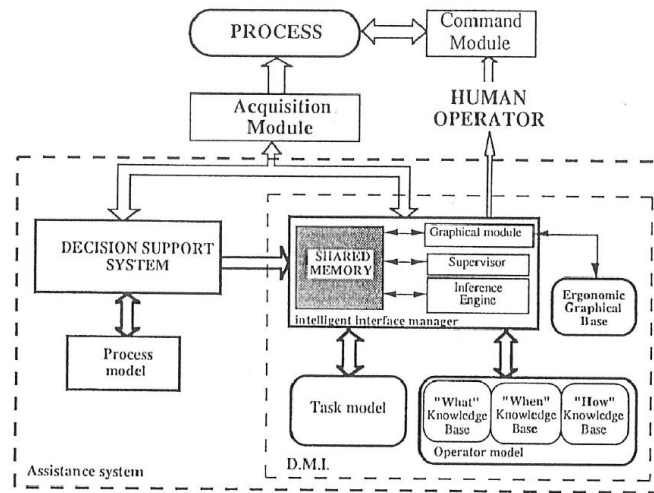 PROCESS
Command
Module
Acquisition
Module
HUMAN
OPERATOR
DECISION SUPPORT
SYSTEM
SHARED
MEMORY
Graphical module
Supervisor
Inference
Engine
intelligent interface manager
Ergonomic
Graphical
Base
Process
model
Task model
"What" "When" "How"
Knowledge Knowledge Knowledge
Base Base Base
Operator model
Assistance system
D.M.I.